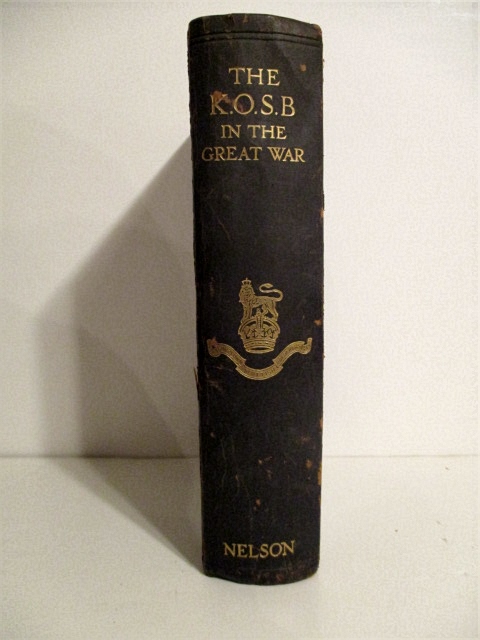 THE
K.O.S.B
IN THE
GREAT WAR
NELSON